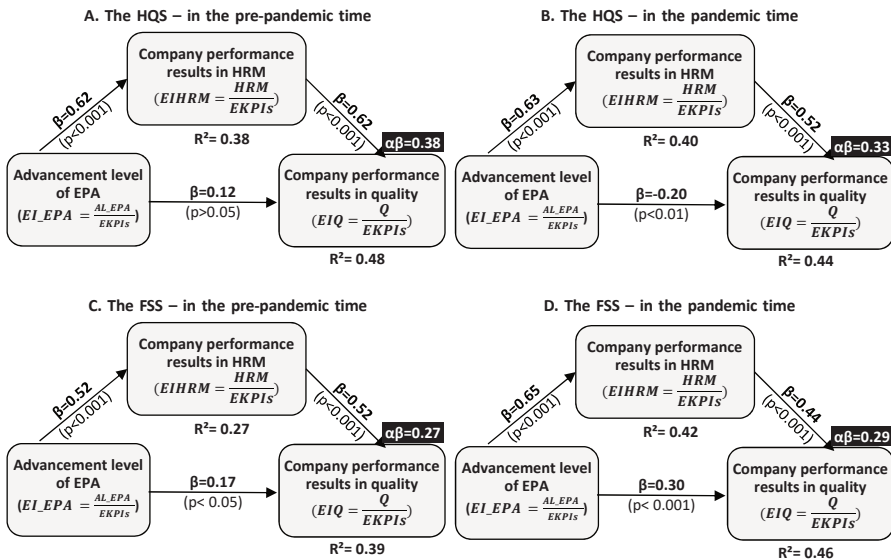 A. The HQS – in the pre-pandemic time
Company performance
results in HRM
(EIHRM = HRM/EKPIs)
R²= 0.38
β=0.62
(p<0.001)
β=0.62
(p<0.001)
αβ=0.38
Advancement level
of EPA
(EI_EPA = AL_EPA/EKPIs)
β=0.12
(p>0.05)
Company performance
results in quality
(EIQ = Q/EKPIs)
R²= 0.48
B. The HQS – in the pandemic time
Company performance
results in HRM
(EIHRM = HRM/EKPIs)
R²= 0.40
β=0.63
(p<0.001)
β=0.52
(p<0.001)
αβ=0.33
Advancement level
of EPA
(EI_EPA = AL_EPA/EKPIs)
β=-0.20
(p<0.01)
Company performance
results in quality
(EIQ = Q/EKPIs)
R²= 0.44
C. The FSS – in the pre-pandemic time
Company performance
results in HRM
(EIHRM = HRM/EKPIs)
R²= 0.27
β=0.52
(p<0.001)
β=0.52
(p<0.001)
αβ=0.27
Advancement level
of EPA
(EI_EPA = AL_EPA/EKPIs)
β=0.17
(p< 0.05)
Company performance
results in quality
(EIQ = Q/EKPIs)
R²= 0.39
D. The FSS – in the pandemic time
Company performance
results in HRM
(EIHRM = HRM/EKPIs)
R²= 0.42
β=0.65
(p<0.001)
β=0.44
(p<0.001)
αβ=0.29
Advancement level
of EPA
(EI_EPA = AL_EPA/EKPIs)
β=0.30
(p< 0.001)
Company performance
results in quality
(EIQ = Q/EKPIs)
R²= 0.46